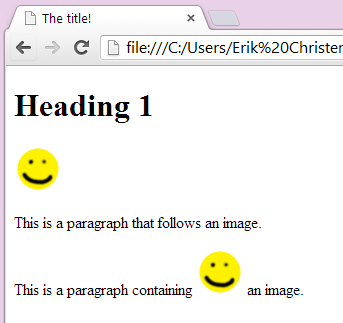 The title!
file:///C:/Users/Erik%20Christen
Heading 1
This is a paragraph that follows an image.
This is a paragraph containing an image.